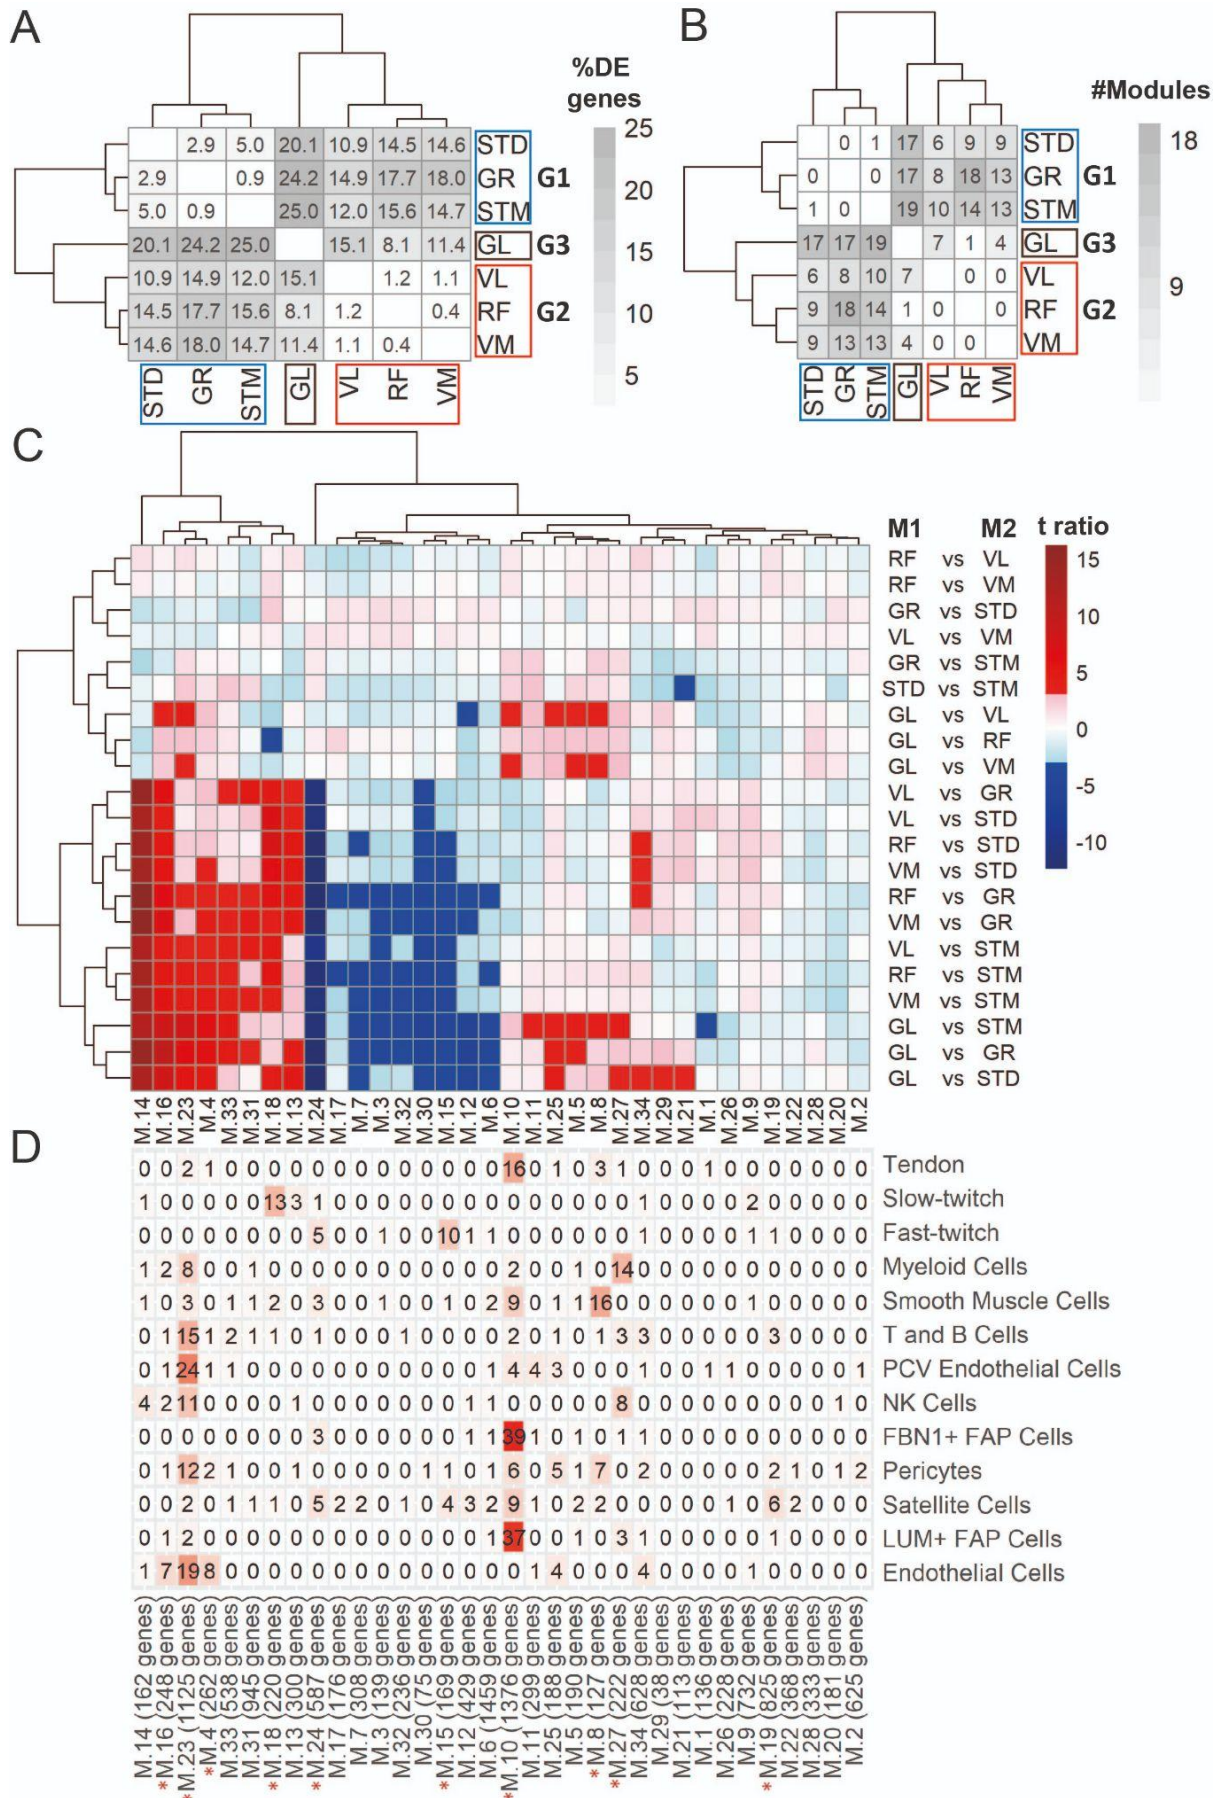 A
%DE
genes
2.9 5.0 20.1 10.9 14.5 14.6 STD
2.9 0.9 24.2 14.9 17.7 18.0 GR G1
5.0 0.9 25.0 12.0 15.6 14.7 STM
20.1 24.2 25.0 15.1 8.1 11.4 GL G3
10.9 14.9 12.0 15.1 1.2 1.1 VL
14.5 17.7 15.6 8.1 1.2 0.4 RF G2
14.6 18.0 14.7 11.4 1.1 0.4 VM
STD GR STM GL VL RF VM
25
20
15
10
5
B
#Modules
0 1 17 6 9 9 STD
0 0 17 8 18 13 GR G1
1 0 19 10 14 13 STM
17 17 19 7 1 4 GL G3
6 8 10 7 0 0 VL
9 18 14 1 0 0 RF G2
9 13 13 4 0 0 VM
STD GR STM GL VL RF VM
18
9
C
M1 M2 t ratio
RF vs VL
RF vs VM
GR vs STD
VL vs VM
GR vs STM
STD vs STM
GL vs VL
GL vs RF
GL vs VM
VL vs GR
VL vs STD
RF vs STD
VM vs STD
RF vs GR
VM vs GR
VL vs STM
RF vs STM
VM vs STM
GL vs STM
GL vs GR
GL vs STD
15
10
5
0
-5
-10
M.14 M.16 M.23 M.4 M.33 M.31 M.18 M.13 M.24 M.17 M.7 M.3 M.32 M.30 M.15 M.12 M.6 M.10 M.11 M.25 M.5 M.8 M.27 M.34 M.29 M.21 M.1 M.26 M.9 M.19 M.22 M.28 M.20 M.2
D
0 0 2 1 0 0 0 0 0 0 0 0 0 0 0 0 0 16 0 1 0 3 1 0 0 0 1 0 0 0 0 0 0 0 Tendon
1 0 0 0 0 0 13 3 1 0 0 0 0 0 0 0 0 0 0 0 0 0 0 1 0 0 0 0 2 0 0 0 0 0 Slow-twitch
0 0 0 0 0 0 0 0 5 0 0 1 0 0 10 1 1 0 0 0 0 0 0 1 0 0 0 0 1 1 0 0 0 0 Fast-twitch
1 2 8 0 0 1 0 0 0 0 0 0 0 0 0 0 0 2 0 0 1 0 14 0 0 0 0 0 0 0 0 0 0 0 Myeloid Cells
1 0 3 0 1 1 2 0 3 0 0 1 0 0 1 0 2 9 0 1 1 16 0 0 0 0 0 0 1 0 0 0 0 0 Smooth Muscle Cells
0 1 15 1 2 1 1 0 1 0 0 0 1 0 0 0 0 2 0 1 0 1 3 3 0 0 0 0 0 3 0 0 0 0 T and B Cells
0 1 24 1 1 0 0 0 0 0 0 0 0 0 0 0 1 4 4 3 0 0 0 1 0 0 1 1 0 0 0 0 0 1 PCV Endothelial Cells
4 2 11 0 0 0 0 1 0 0 0 0 0 0 0 1 1 0 0 0 0 0 8 0 0 0 0 0 0 0 0 0 1 0 NK Cells
0 0 0 0 0 0 0 0 3 0 0 0 0 0 0 1 1 39 1 0 1 0 1 1 0 0 0 0 0 0 0 0 0 0 FBN1+ FAP Cells
0 1 12 2 1 0 0 1 0 0 0 0 0 1 1 0 1 6 0 5 1 7 0 2 0 0 0 0 0 2 1 0 1 2 Pericytes
0 0 2 0 1 1 1 0 5 2 2 0 1 0 4 3 2 9 1 0 2 2 0 0 0 0 0 1 0 6 2 0 0 0 Satellite Cells
0 1 2 0 0 0 0 0 0 0 0 0 0 0 0 0 1 37 0 0 1 0 3 1 0 0 0 0 0 1 0 0 0 0 LUM+ FAP Cells
1 7 19 8 0 0 0 0 0 0 0 0 0 0 0 0 0 0 1 4 0 0 0 4 0 0 0 0 1 0 0 0 0 0 Endothelial Cells
M.14 (162 genes)
*M.16 (248 genes)
*M.23 (1125 genes)
*M.4 (262 genes)
M.33 (538 genes)
M.31 (945 genes)
*M.18 (220 genes)
M.13 (300 genes)
*M.24 (587 genes)
M.17 (176 genes)
M.7 (308 genes)
M.3 (139 genes)
M.32 (236 genes)
M.30 (75 genes)
*M.15 (169 genes)
M.12 (429 genes)
M.6 (1459 genes)
*M.10 (1376 genes)
M.11 (299 genes)
M.25 (188 genes)
M.5 (190 genes)
*M.8 (127 genes)
*M.27 (222 genes)
M.34 (628 genes)
M.29 (38 genes)
M.21 (113 genes)
M.1 (136 genes)
M.26 (228 genes)
M.9 (732 genes)
*M.19 (825 genes)
M.22 (368 genes)
M.28 (333 genes)
M.20 (181 genes)
M.2 (625 genes)